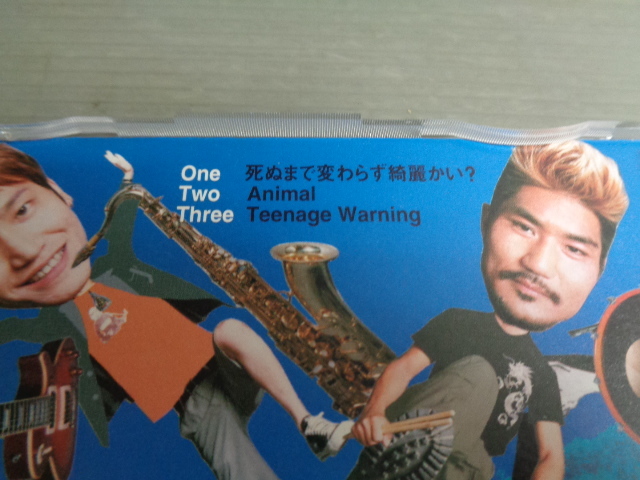 One 死ぬまで変わらず綺麗かい?
Two Animal
Three Teenage Warning